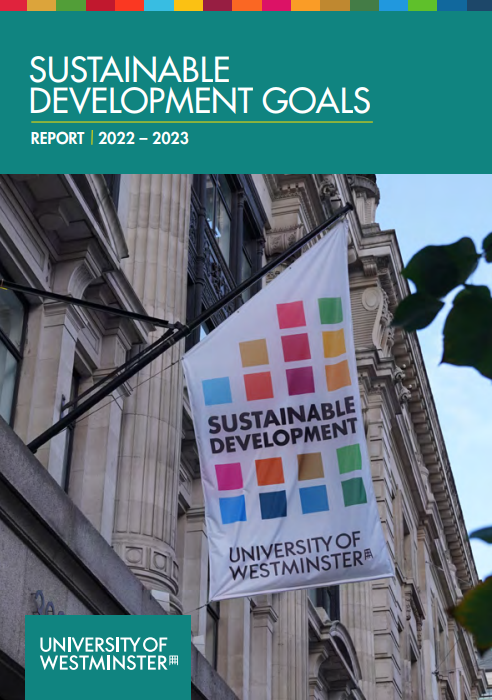 SUSTAINABLE
DEVELOPMENT GOALS
REPORT | 2022 – 2023
SUSTAINABLE
DEVELOPMENT
UNIVERSITY OF
WESTMINSTER
UNIVERSITY OF
WESTMINSTER